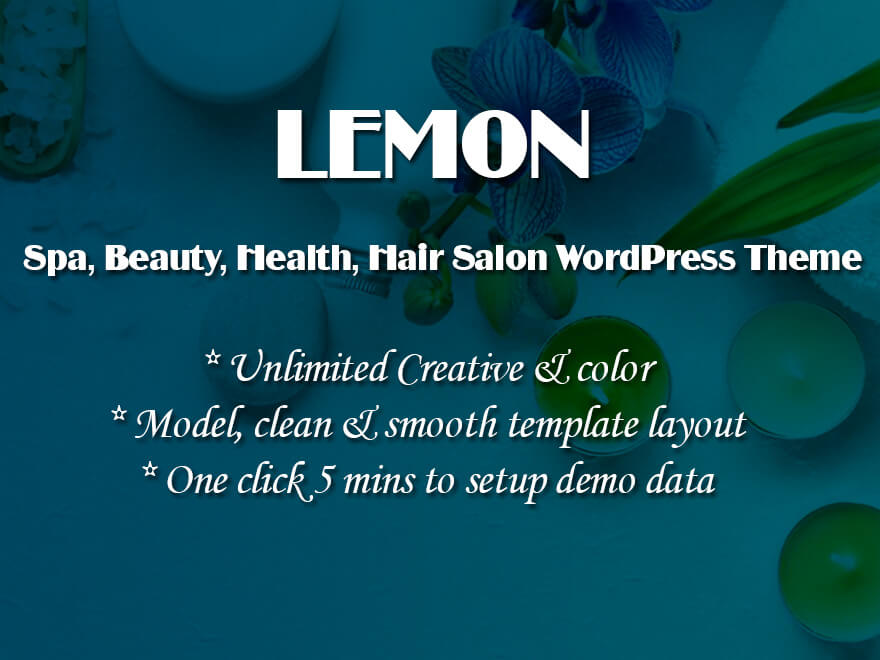 LEMON
Spa, Beauty, Health, Hair Salon WordPress Theme
☆ Unlimited Creative & color
☆ Model, clean & smooth template layout
☆ One click 5 mins to setup demo data